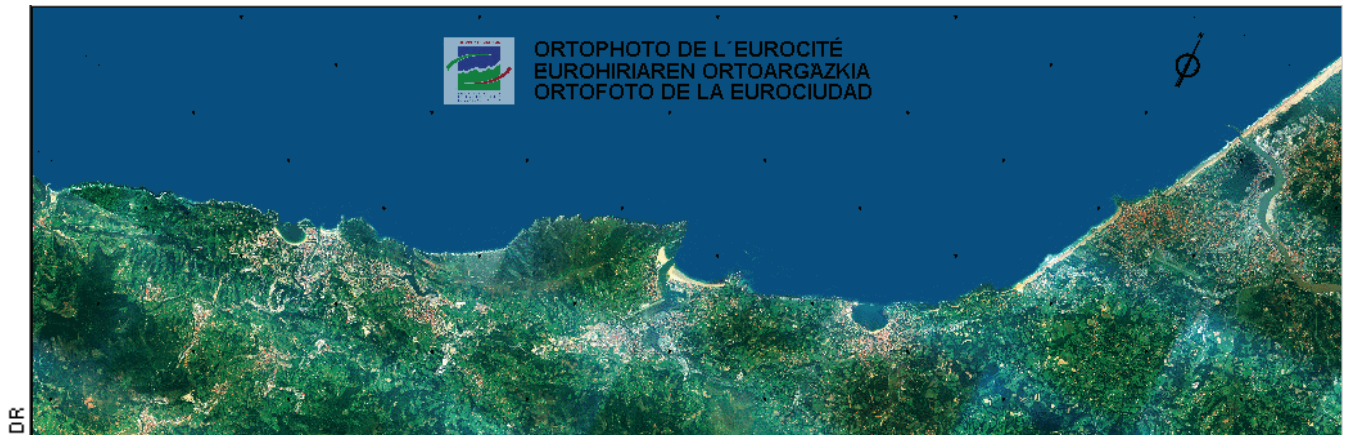 ORTOPHOTO DE L´EUROCITÉ
EUROHIRIAREN ORTOARGAZKIA
ORTOFOTO DE LA EUROCIUDAD
DR